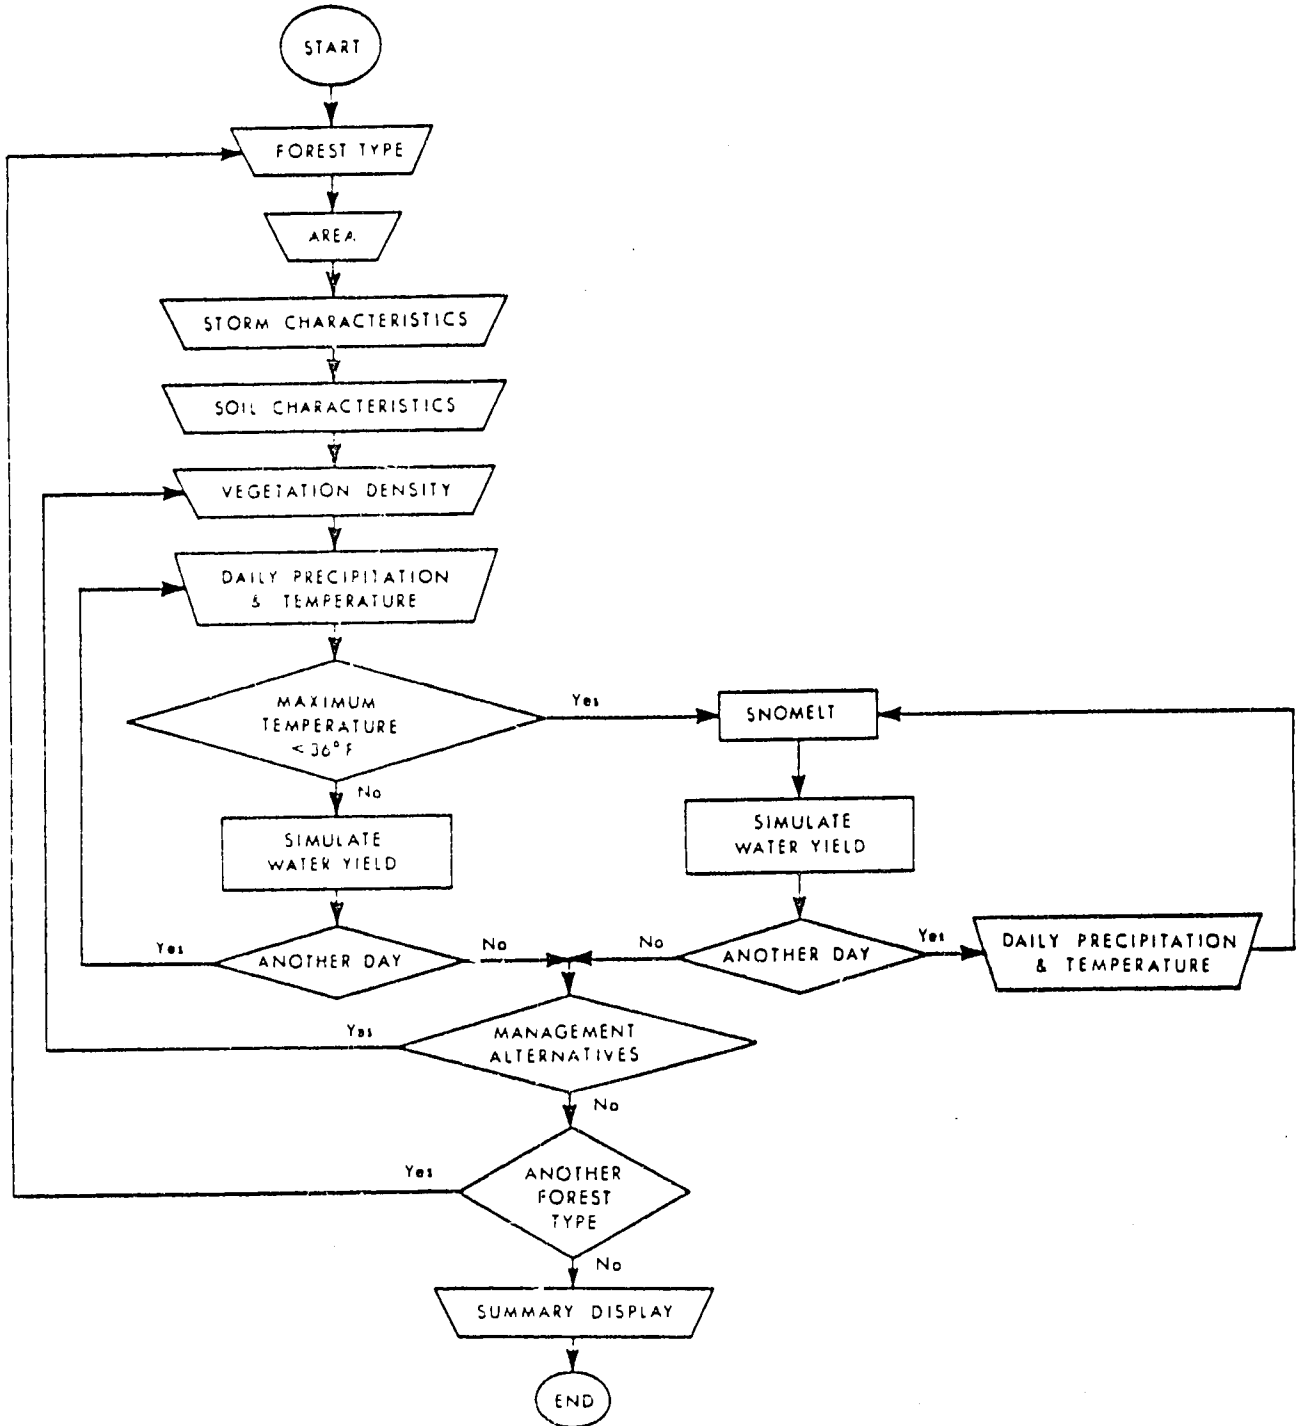 START
FOREST TYPE
AREA
STORM CHARACTERISTICS
SOIL CHARACTERISTICS
VEGETATION DENSITY
DAILY PRECIPITATION
& TEMPERATURE
MAXIMUM
TEMPERATURE
< 36° F
Yes
SNOMELT
No
SIMULATE
WATER YIELD
SIMULATE
WATER YIELD
Yes
ANOTHER DAY
No
No
ANOTHER DAY
Yes
DAILY PRECIPITATION
& TEMPERATURE
Yes
MANAGEMENT
ALTERNATIVES
No
Yes
ANOTHER
FOREST
TYPE
No
SUMMARY DISPLAY
END